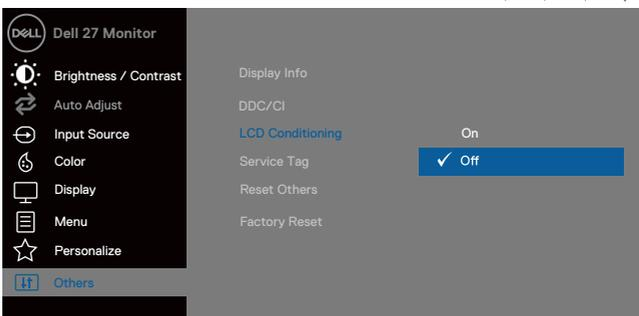 DELL Dell 27 Monitor
Brightness / Contrast
Display Info
Auto Adjust
DDC/CI
Input Source
LCD Conditioning
On
Color
Service Tag
✓ Off
Display
Reset Others
Menu
Factory Reset
Personalize
Others